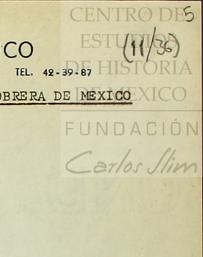 5
CENTRO DE
ESTUDIOS
DE HISTORIA
DE MEXICO
FUNDACIÓN
Carlos Slim
CO
(11/36)
TEL. 42-39-87
OBRERA DE MEXICO